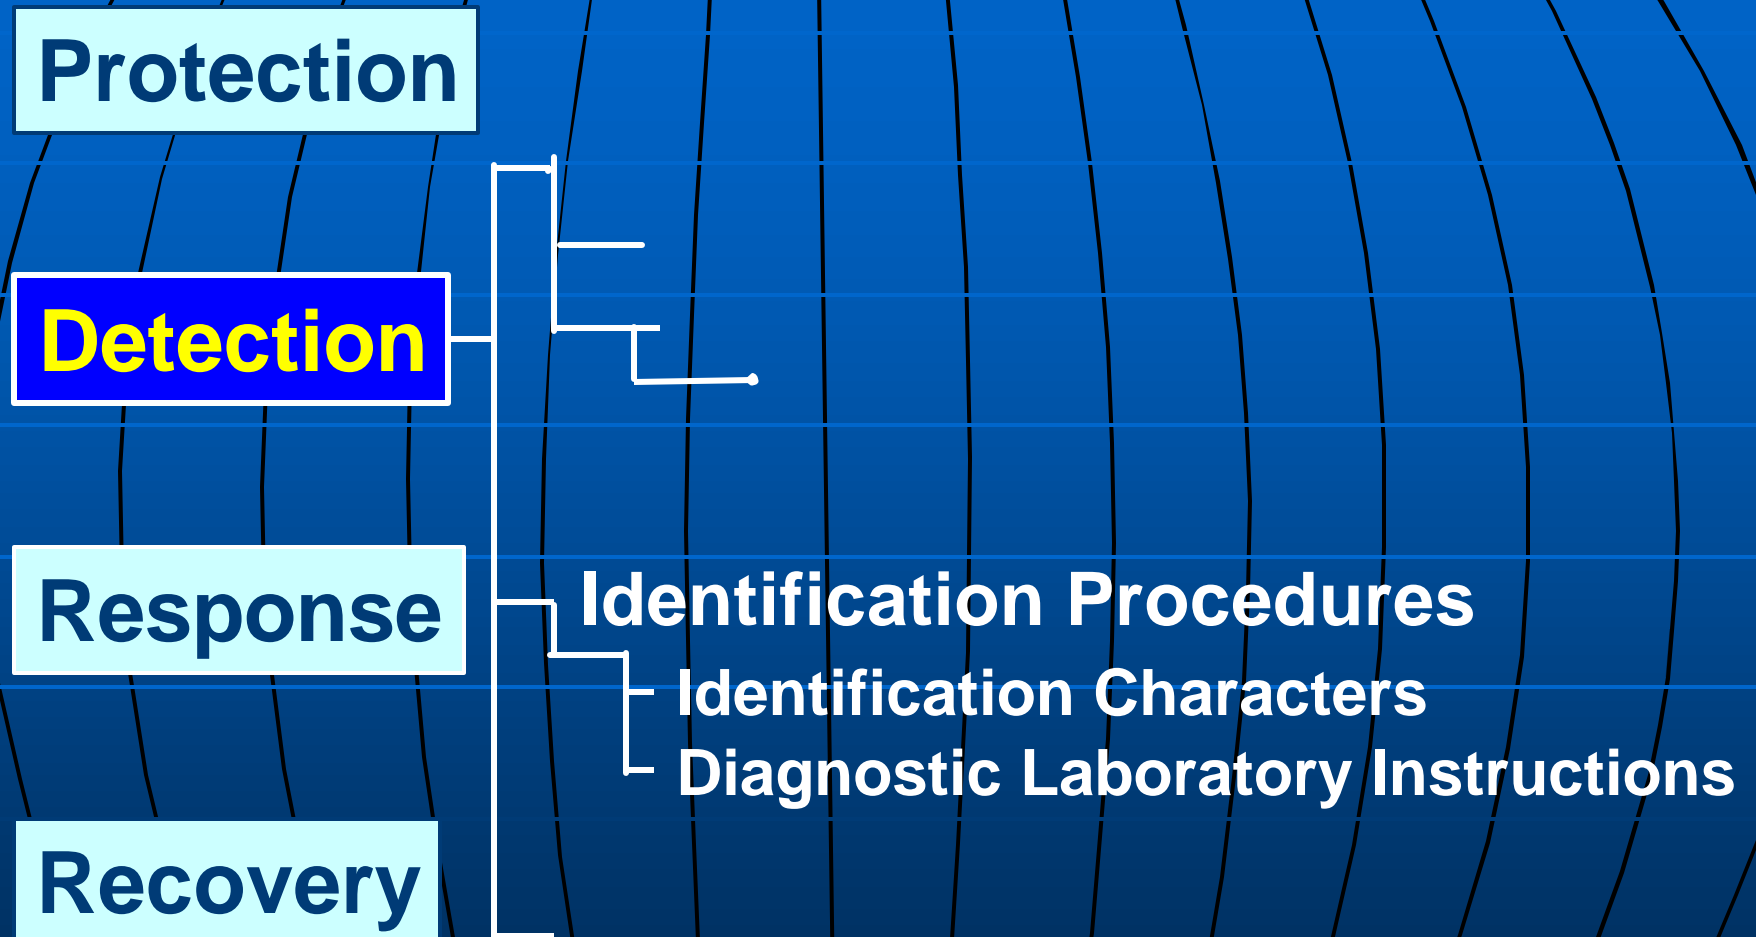 Protection
Detection
Response
Identification Procedures
Identification Characters
Diagnostic Laboratory Instructions
Recovery